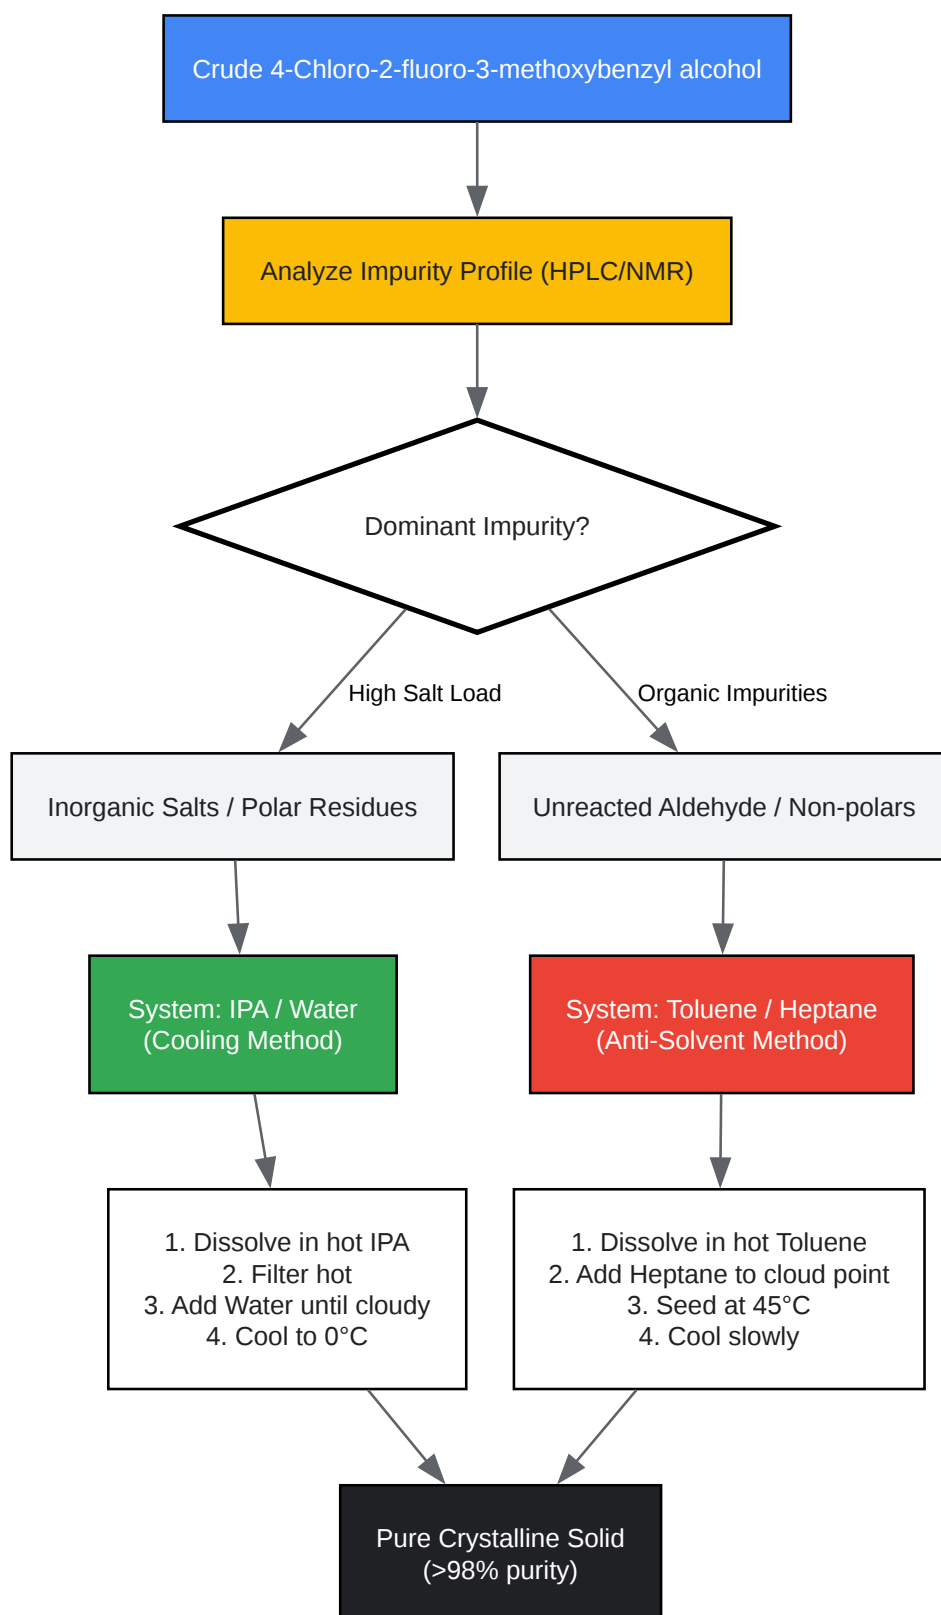 Crude 4-Chloro-2-fluoro-3-methoxybenzyl alcohol
Analyze Impurity Profile (HPLC/NMR)
Dominant Impurity?
High Salt Load
Organic Impurities
Inorganic Salts / Polar Residues
Unreacted Aldehyde / Non-polars
System: IPA / Water
(Cooling Method)
System: Toluene / Heptane
(Anti-Solvent Method)
1. Dissolve in hot IPA
2. Filter hot
3. Add Water until cloudy
4. Cool to 0°C
1. Dissolve in hot Toluene
2. Add Heptane to cloud point
3. Seed at 45°C
4. Cool slowly
Pure Crystalline Solid
(>98% purity)